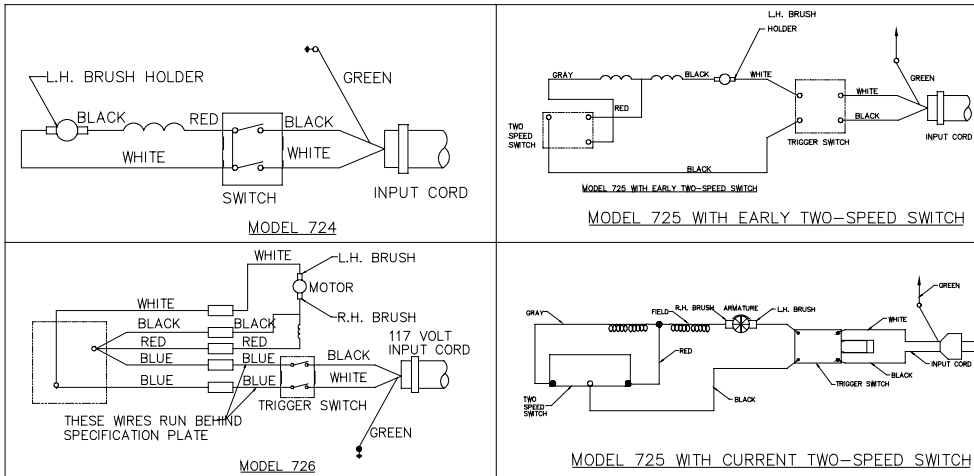 GREEN
L.H. BRUSH HOLDER
BLACK
RED
BLACK
WHITE
WHITE
SWITCH
INPUT CORD
MODEL 724
L.H. BRUSH
HOLDER
GRAY
BLACK
WHITE
GREEN
RED
WHITE
BLACK
TWO
SPEED
SWITCH
TRIGGER SWITCH
INPUT CORD
BLACK
MODEL 725 WITH EARLY TWO-SPEED SWITCH
MODEL 725 WITH EARLY TWO-SPEED SWITCH
WHITE
L.H. BRUSH
MOTOR
WHITE
R.H. BRUSH
BLACK
BLACK
RED
RED
BLUE
BLUE
BLUE
BLUE
117 VOLT
INPUT CORD
BLACK
WHITE
TRIGGER SWITCH
THESE WIRES RUN BEHIND
SPECIFICATION PLATE
GREEN
MODEL 726
GREEN
GRAY
FIELD
R.H. BRUSH
ARMATURE
L.H. BRUSH
WHITE
RED
INPUT CORD
BLACK
TRIGGER SWITCH
TWO
SPEED
SWITCH
BLACK
MODEL 725 WITH CURRENT TWO-SPEED SWITCH